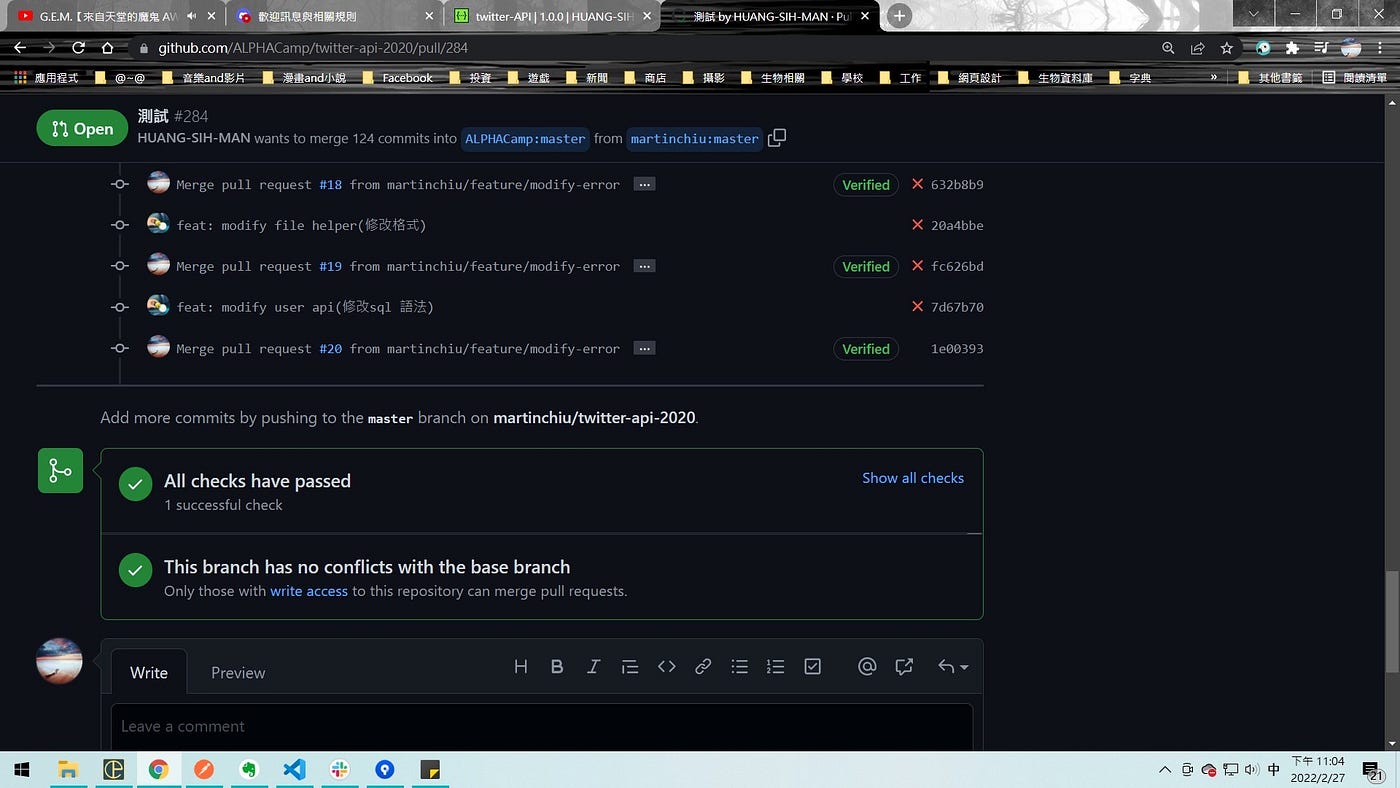 G.E.M.【來自天堂的魔鬼 AW
歡迎訊息與相關規則
twitter-API | 1.0.0 | HUANG-SIH
測試 by HUANG-SIH-MAN · Pul
github.com/ALPHACamp/twitter-api-2020/pull/284
應用程式 @~@ 音樂and影片 漫畫and小說 Facebook 投資 遊戲 新聞 商店 攝影 生物相關 學校 工作 網頁設計 生物資料庫 字典 » 其他書籤 閱讀清單
Open
測試 #284
HUANG-SIH-MAN wants to merge 124 commits into ALPHACamp:master from martinchiu:master
Merge pull request #18 from martinchiu/feature/modify-error ... Verified 632b8b9
feat: modify file helper(修改格式) 20a4bbe
Merge pull request #19 from martinchiu/feature/modify-error ... Verified fc626bd
feat: modify user api(修改sql 語法) 7d67b70
Merge pull request #20 from martinchiu/feature/modify-error ... Verified 1e00393
Add more commits by pushing to the master branch on martinchiu/twitter-api-2020.
All checks have passed
Show all checks
1 successful check
This branch has no conflicts with the base branch
Only those with write access to this repository can merge pull requests.
Write Preview
Leave a comment
中
下午 11:04
2022/2/27
21